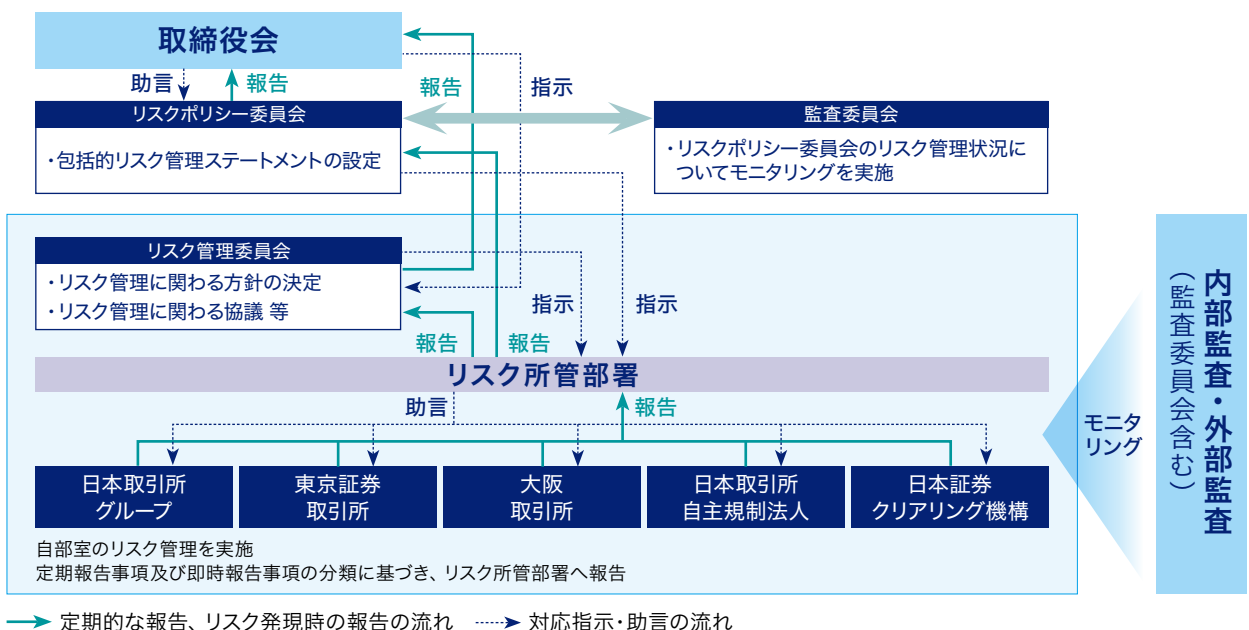 取締役会
助言
報告
報告
指示
リスクポリシー委員会
・包括的リスク管理ステートメントの設定
監査委員会
・リスクポリシー委員会のリスク管理状況に
ついてモニタリングを実施
リスク管理委員会
・リスク管理に関わる方針の決定
・リスク管理に関わる協議 等
指示
指示
報告
報告
リスク所管部署
助言
報告
日本取引所
グループ
東京証券
取引所
大阪
取引所
日本取引所
自主規制法人
日本証券
クリアリング機構
自部室のリスク管理を実施
定期報告事項及び即時報告事項の分類に基づき、リスク所管部署へ報告
モニタ
リング
内部監査・外部監査
（監査委員会含む）
定期的な報告、リスク発現時の報告の流れ
対応指示・助言の流れ